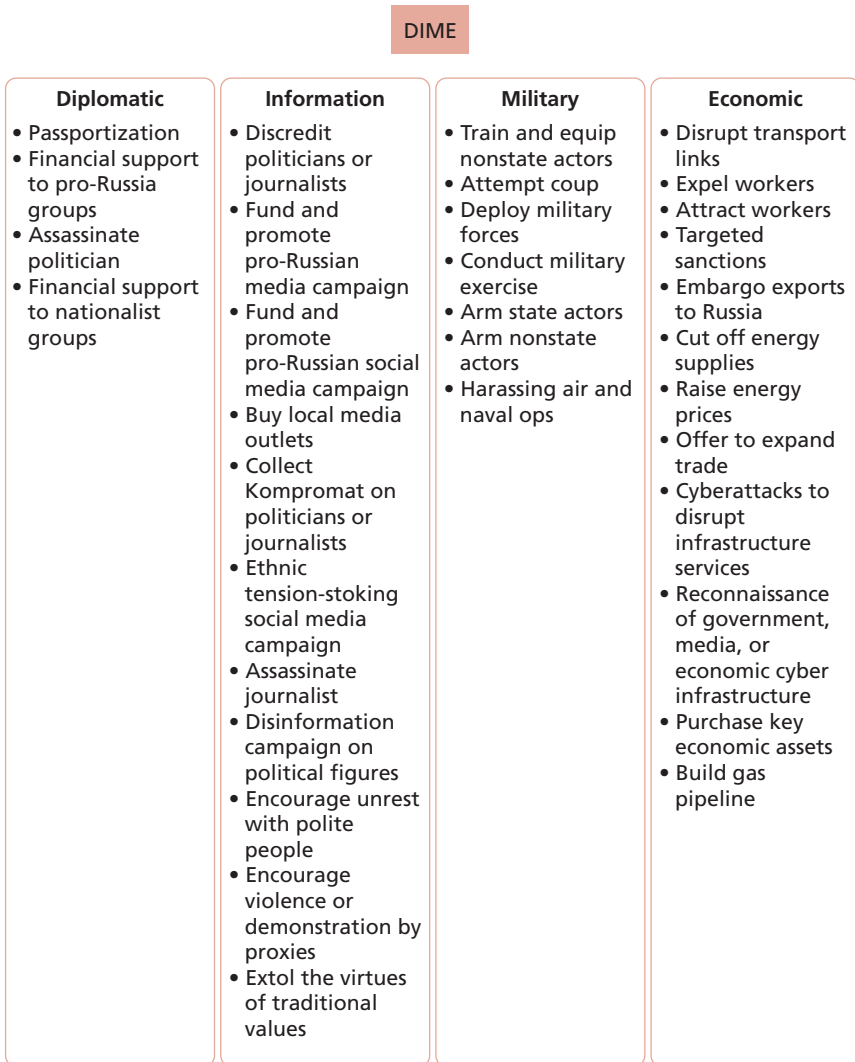 DIME
Diplomatic
• Passportization
• Financial support
to pro-Russia
groups
• Assassinate
politician
• Financial support
to nationalist
groups
Information
• Discredit
politicians or
journalists
• Fund and
promote
pro-Russian
media campaign
• Fund and
promote
pro-Russian social
media campaign
• Buy local media
outlets
• Collect
Kompromat on
politicians or
journalists
• Ethnic
tension-stoking
social media
campaign
• Assassinate
journalist
• Disinformation
campaign on
political figures
• Encourage unrest
with polite
people
• Encourage
violence or
demonstration by
proxies
• Extol the virtues
of traditional
values
Military
• Train and equip
nonstate actors
• Attempt coup
• Deploy military
forces
• Conduct military
exercise
• Arm state actors
• Arm nonstate
actors
• Harassing air and
naval ops
Economic
• Disrupt transport
links
• Expel workers
• Attract workers
• Targeted
sanctions
• Embargo exports
to Russia
• Cut off energy
supplies
• Raise energy
prices
• Offer to expand
trade
• Cyberattacks to
disrupt
infrastructure
services
• Reconnaissance
of government,
media, or
economic cyber
infrastructure
• Purchase key
economic assets
• Build gas
pipeline